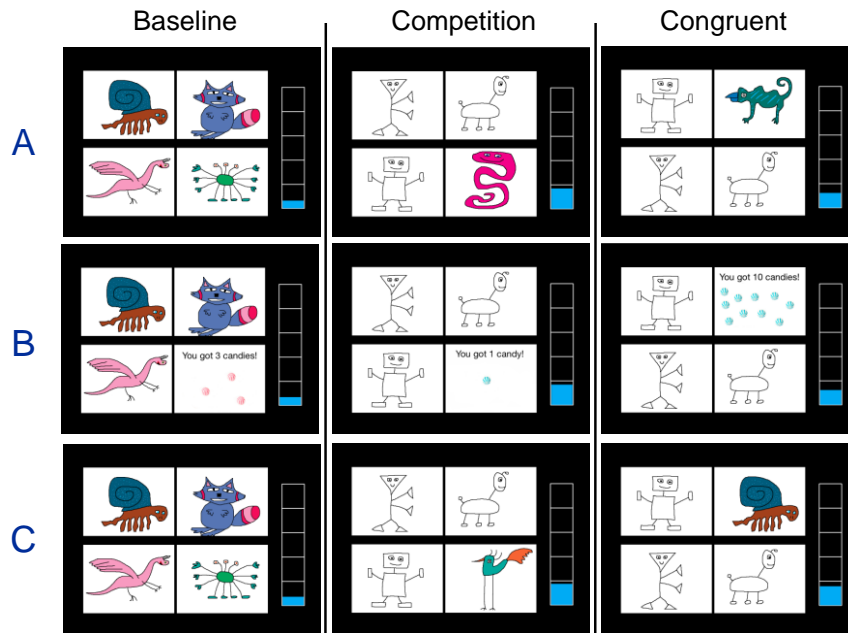 Baseline Competition Congruent
A
B
You got 3 candies!
You got 1 candy!
You got 10 candies!
C